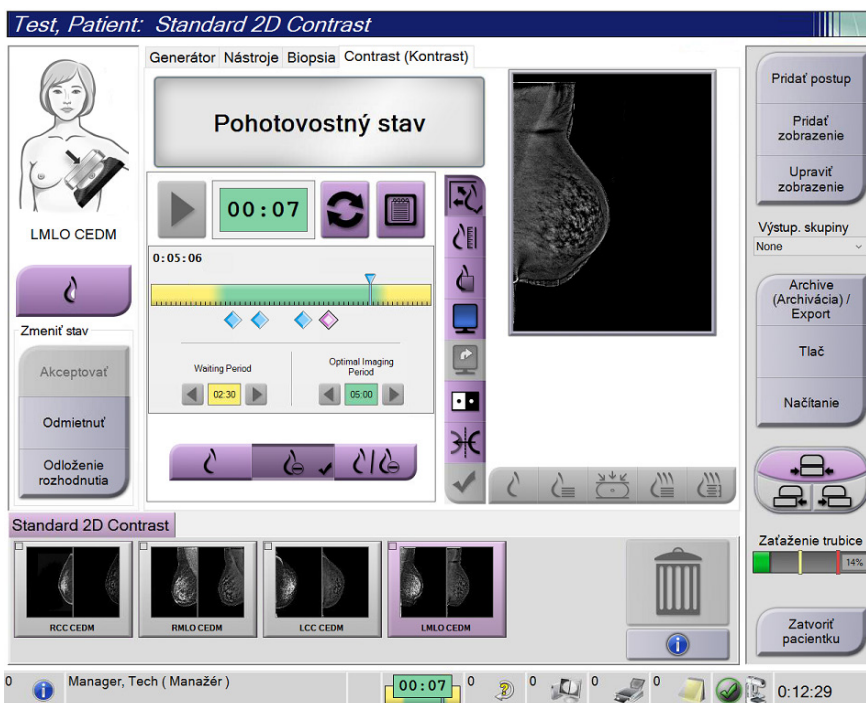 Test, Patient: Standard 2D Contrast
Generátor Nástroje Biopsia Contrast (Kontrast)
Pohotovostný stav
LMLO CEDM
00:07
0:05:06
Zmeniť stav
Akceptovať
Odmietnuť
Odloženie
rozhodnutia
Waiting Period
Optimal Imaging
Period
02:30
05:00
Pridať postup
Pridať
zobrazenie
Upraviť
zobrazenie
Výstup. skupiny
None
Archive
(Archivácia) /
Export
Tlač
Načítanie
Zaťaženie trubice
14%
Zatvoriť
pacientku
Standard 2D Contrast
RCC CEDM
RMLO CEDM
LCC CEDM
LMLO CEDM
0 Manager, Tech ( Manažér ) 00:07 0 0 0 0 0:12:29